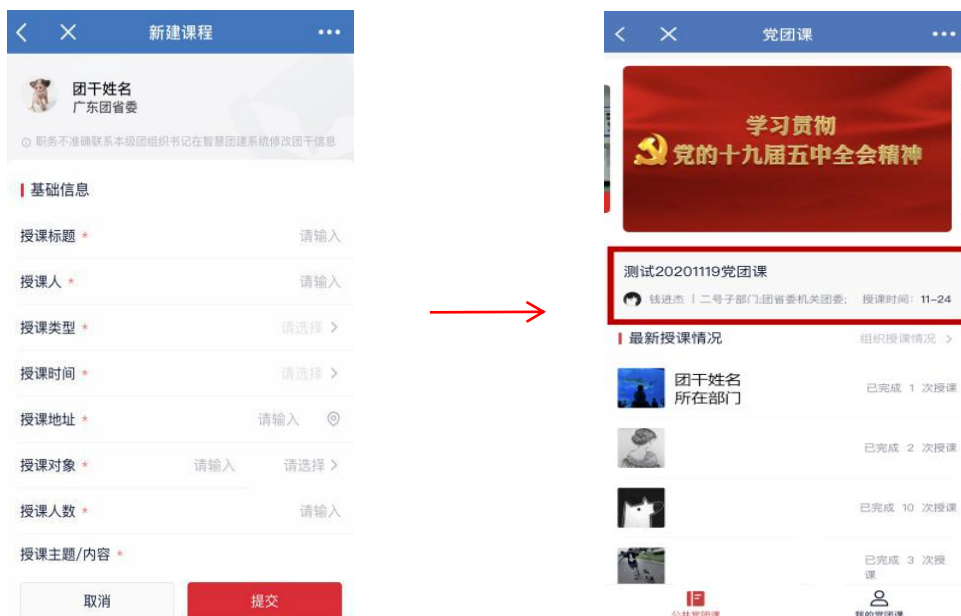 新建课程
团干姓名
广东团省委
职务不准确联系本级团组织书记在智慧团建系统修改团干信息
基础信息
授课标题 * 请输入
授课人 * 请输入
授课类型 * 请选择 >
授课时间 * 请选择 >
授课地址 * 请输入
授课对象 * 请输入 请选择 >
授课人数 * 请输入
授课主题/内容 *
取消 提交
党团课
学习贯彻
党的十九届五中全会精神
测试20201119党团课
钱进杰 | 二号子部门;团省委机关团委; 授课时间: 11-24
最新授课情况 组织授课情况 >
团干姓名
所在部门
已完成 1 次授课
已完成 2 次授课
已完成 10 次授课
已完成 3 次授
课
公共党团课 我的党团课